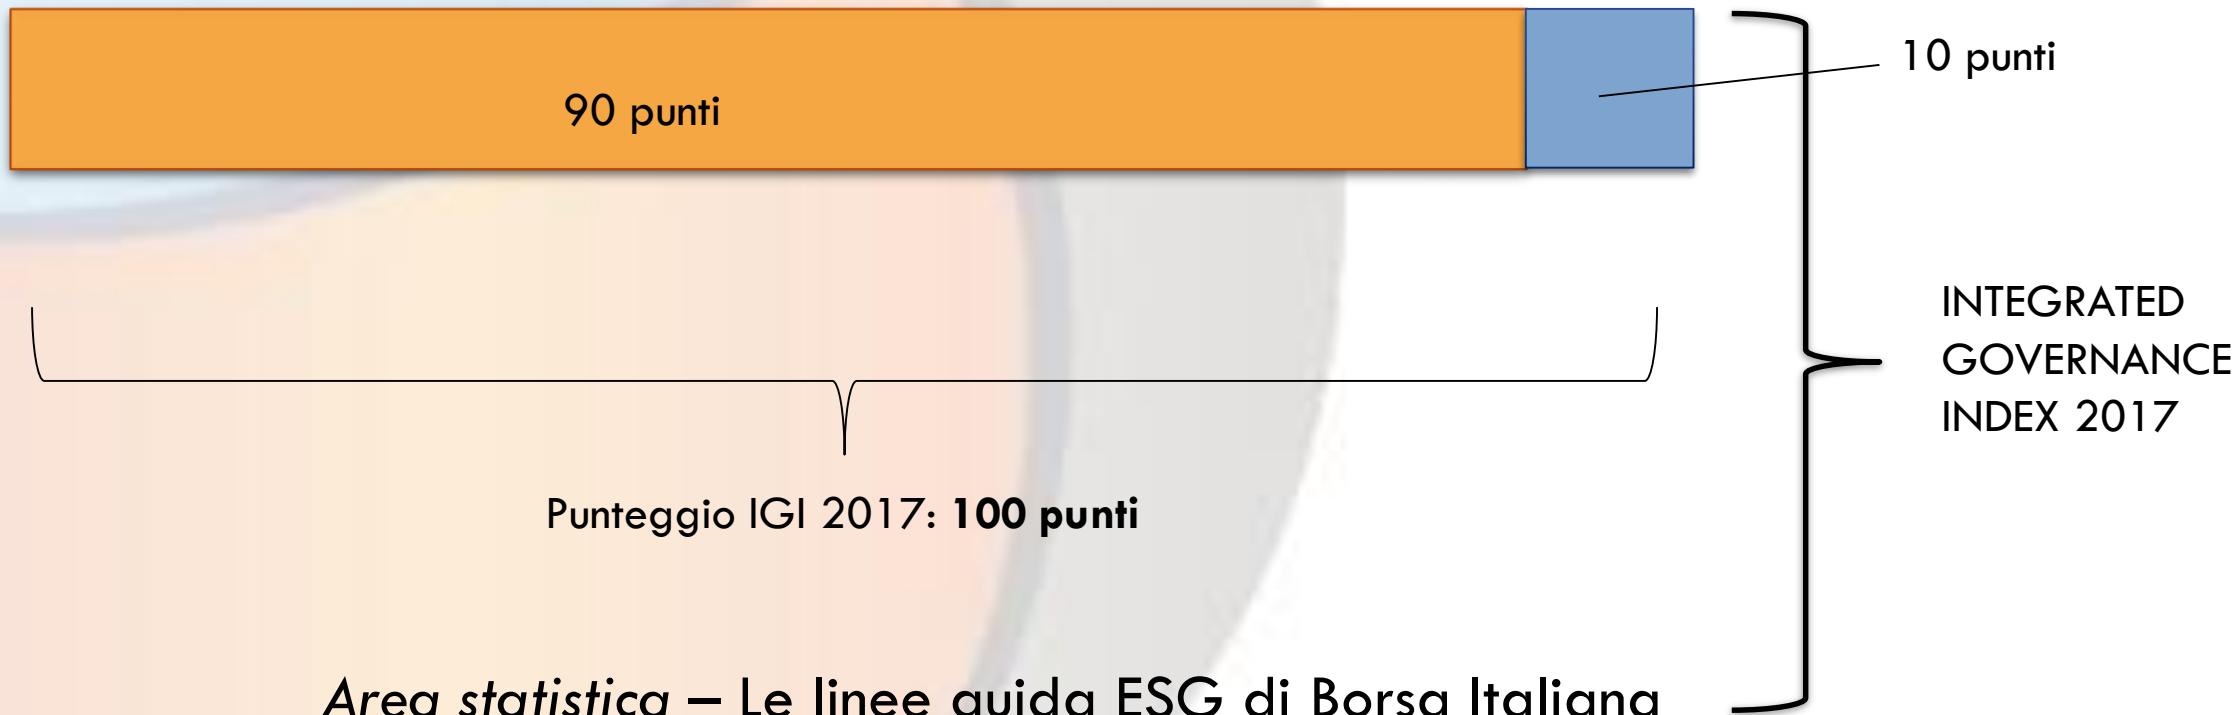 10 punti
90 punti
INTEGRATED
GOVERNANCE
INDEX 2017
Punteggio IGI 2017: 100 punti
Area statistica – Le linee guida ESG di Borsa Italiana